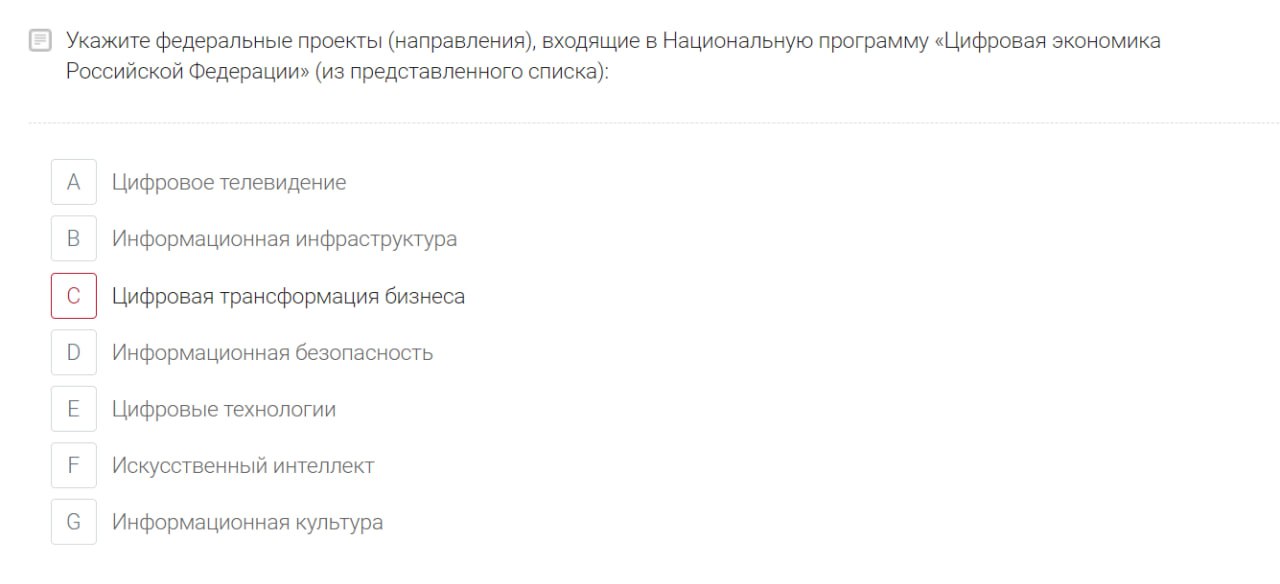 Укажите федеральные проекты (направления), входящие в Национальную программу «Цифровая экономика
Российской Федерации» (из представленного списка):
A Цифровое телевидение
B Информационная инфраструктура
C Цифровая трансформация бизнеса
D Информационная безопасность
E Цифровые технологии
F Искусственный интеллект
G Информационная культура